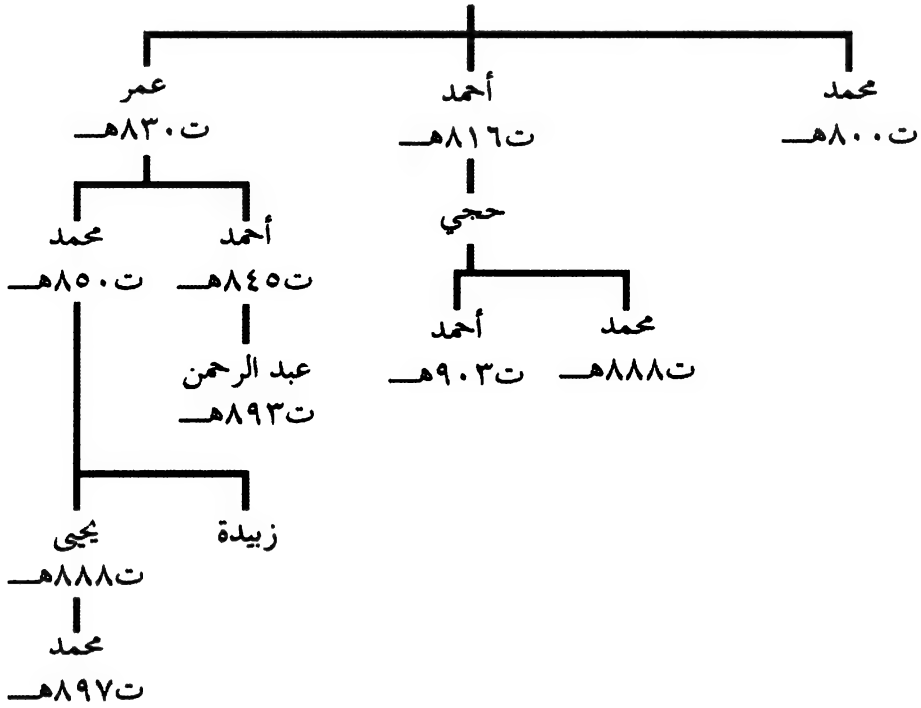 محمد
ت٨٠٠هـ
أحمد
ت٨١٦هـ
عمر
ت٨٣٠هـ
حجي
أحمد
ت٨٤٥هـ
محمد
ت٨٥٠هـ
محمد
ت٨٨٨هـ
أحمد
ت٩٠٣هـ
عبد الرحمن
ت٨٩٣هـ
زبيدة
يحيى
ت٨٨٨هـ
محمد
ت٨٩٧هـ